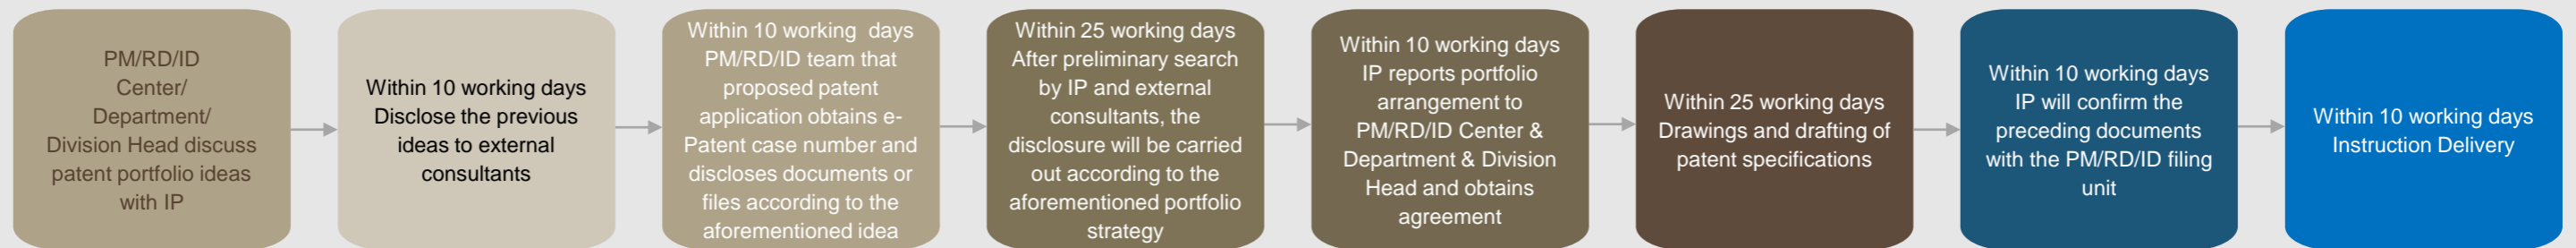 PM/RD/ID
Center/
Department/
Division Head discuss
patent portfolio ideas
with IP
Within 10 working days
Disclose the previous
ideas to external
consultants
Within 10 working days
PM/RD/ID team that
proposed patent
application obtains e-
Patent case number and
discloses documents or
files according to the
aforementioned idea
Within 25 working days
After preliminary search
by IP and external
consultants, the
disclosure will be carried
out according to the
aforementioned portfolio
strategy
Within 10 working days
IP reports portfolio
arrangement to
PM/RD/ID Center &
Department & Division
Head and obtains
agreement
Within 25 working days
Drawings and drafting of
patent specifications
Within 10 working days
IP will confirm the
preceding documents
with the PM/RD/ID filing
unit
Within 10 working days
Instruction Delivery